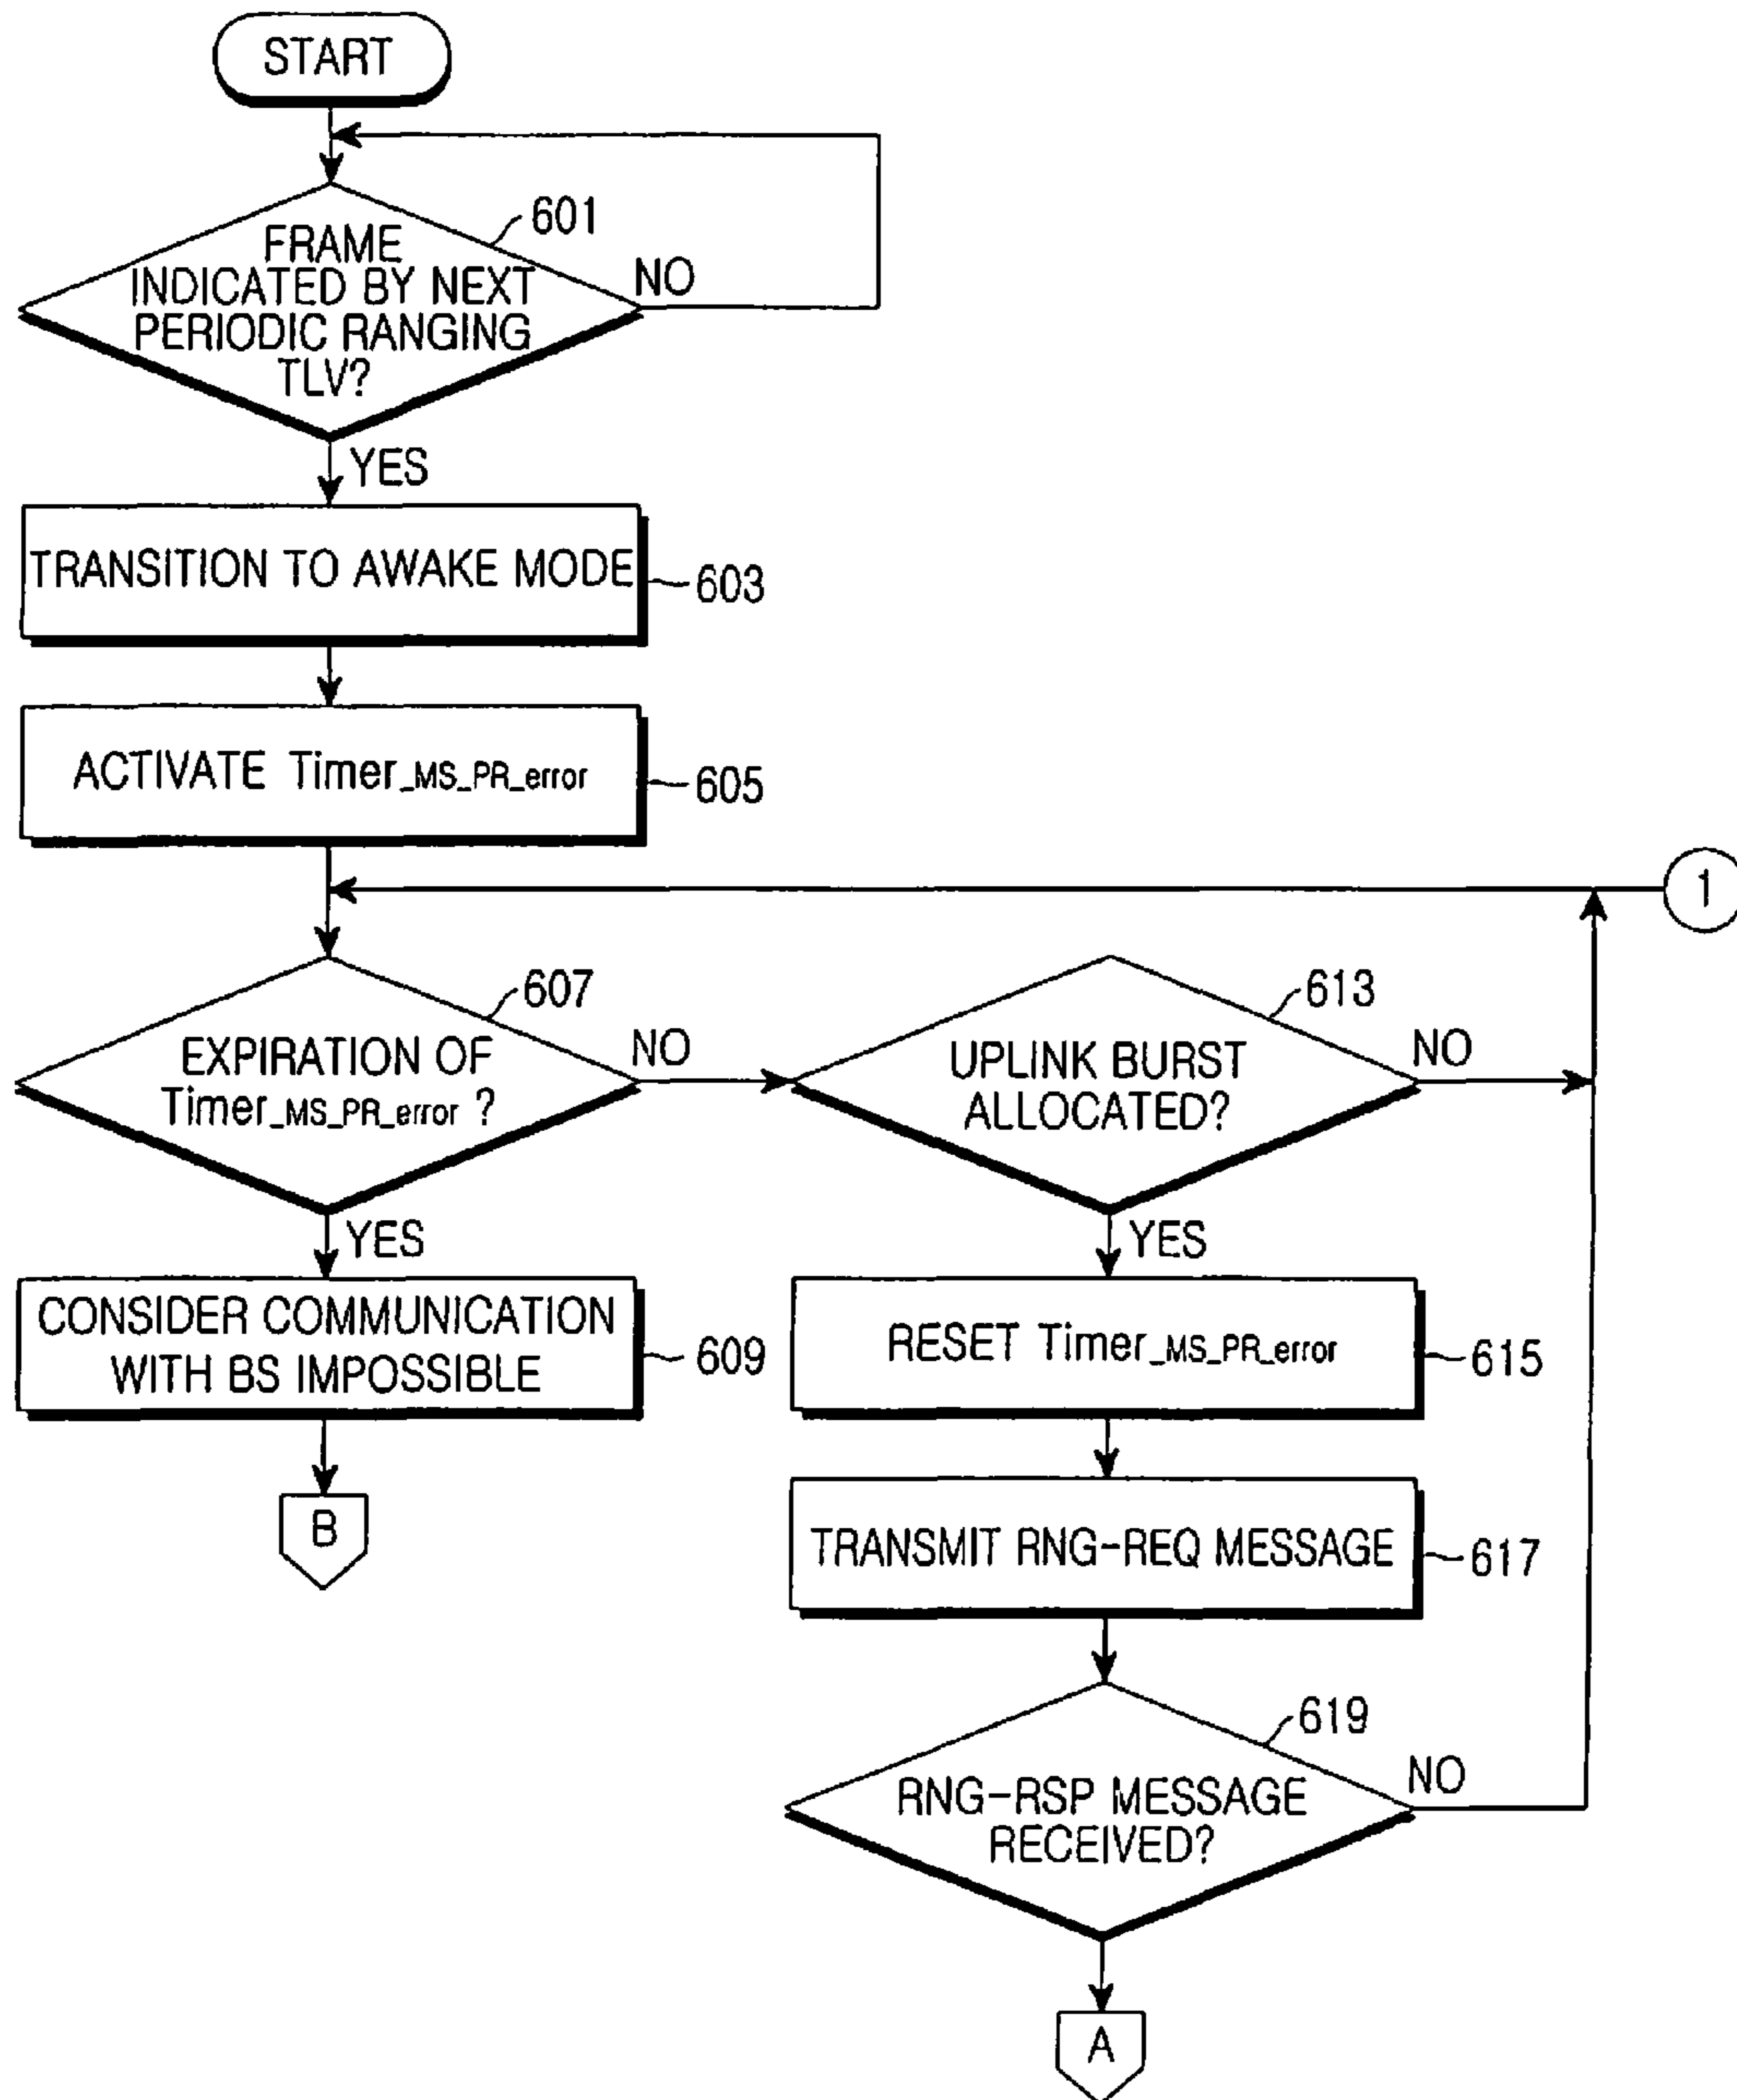 START
FRAME
INDICATED BY NEXT
PERIODIC RANGING
TLV?
601
NO
YES
TRANSITION TO AWAKE MODE
603
ACTIVATE Timer_MS_PR_error
605
1
EXPIRATION OF
Timer_MS_PR_error ?
607
NO
UPLINK BURST
ALLOCATED?
613
NO
YES
YES
CONSIDER COMMUNICATION
WITH BS IMPOSSIBLE
609
RESET Timer_MS_PR_error
615
B
TRANSMIT RNG-REQ MESSAGE
617
RNG-RSP MESSAGE
RECEIVED?
619
NO
A